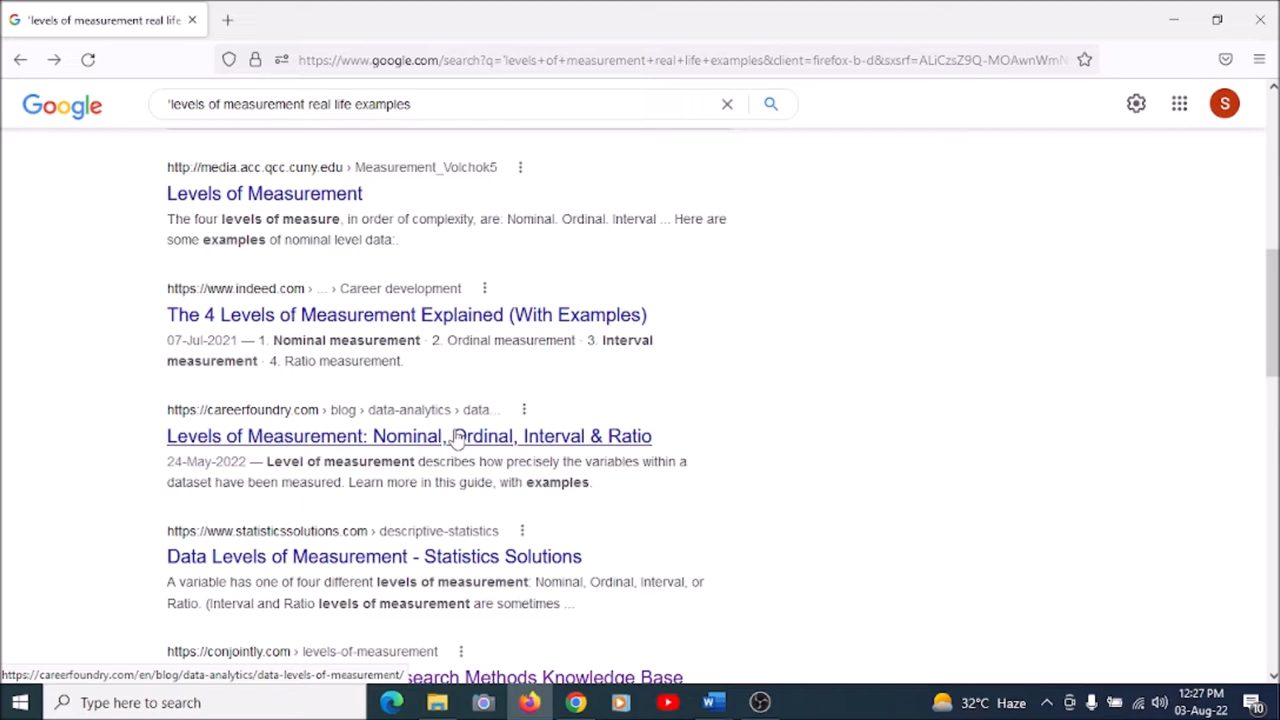 'levels of measurement real life
https://www.google.com/search?q='levels+of+measurement+real+life+examples&client=firefox-b-d&sxsrf=ALiCzsZ9Q-MOAwnWmN
Google
'levels of measurement real life examples
S
http://media.acc.qcc.cuny.edu › Measurement_Volchok5
Levels of Measurement
The four levels of measure, in order of complexity, are: Nominal. Ordinal. Interval ... Here are
some examples of nominal level data:.
https://www.indeed.com › ... › Career development
The 4 Levels of Measurement Explained (With Examples)
07-Jul-2021 — 1. Nominal measurement · 2. Ordinal measurement · 3. Interval
measurement · 4. Ratio measurement.
https://careerfoundry.com › blog › data-analytics › data...
Levels of Measurement: Nominal, Ordinal, Interval & Ratio
24-May-2022 — Level of measurement describes how precisely the variables within a
dataset have been measured. Learn more in this guide, with examples.
https://www.statisticssolutions.com › descriptive-statistics
Data Levels of Measurement - Statistics Solutions
A variable has one of four different levels of measurement: Nominal, Ordinal, Interval, or
Ratio. (Interval and Ratio levels of measurement are sometimes ...
https://conjointly.com › levels-of-measurement
https://careerfoundry.com/en/blog/data-analytics/data-levels-of-measurement/
search Methods Knowledge Base
Type here to search
W
32°C Haze
12:27 PM
03-Aug-22
10